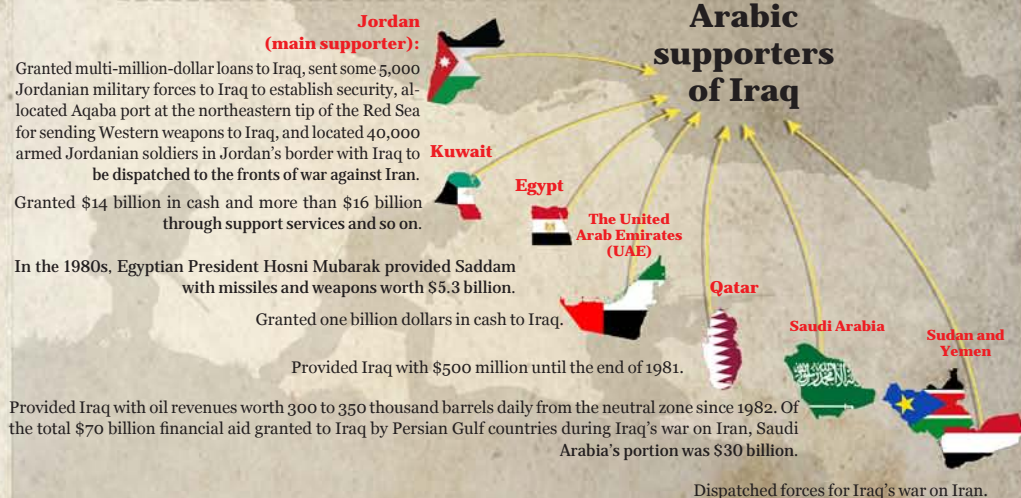 Arabic
supporters
of Iraq
Jordan
(main supporter):
Granted multi-million-dollar loans to Iraq, sent some 5,000
Jordanian military forces to Iraq to establish security, al-
located Aqaba port at the northeastern tip of the Red Sea
for sending Western weapons to Iraq, and located 40,000
armed Jordanian soldiers in Jordan's border with Iraq to
be dispatched to the fronts of war against Iran.
Kuwait
Granted $14 billion in cash and more than $16 billion
through support services and so on.
Egypt
In the 1980s, Egyptian President Hosni Mubarak provided Saddam
with missiles and weapons worth $5.3 billion.
The United
Arab Emirates
(UAE)
Granted one billion dollars in cash to Iraq.
Qatar
Provided Iraq with $500 million until the end of 1981.
Saudi Arabia
Provided Iraq with oil revenues worth 300 to 350 thousand barrels daily from the neutral zone since 1982. Of
the total $70 billion financial aid granted to Iraq by Persian Gulf countries during Iraq's war on Iran, Saudi
Arabia's portion was $30 billion.
Sudan and
Yemen
Dispatched forces for Iraq's war on Iran.